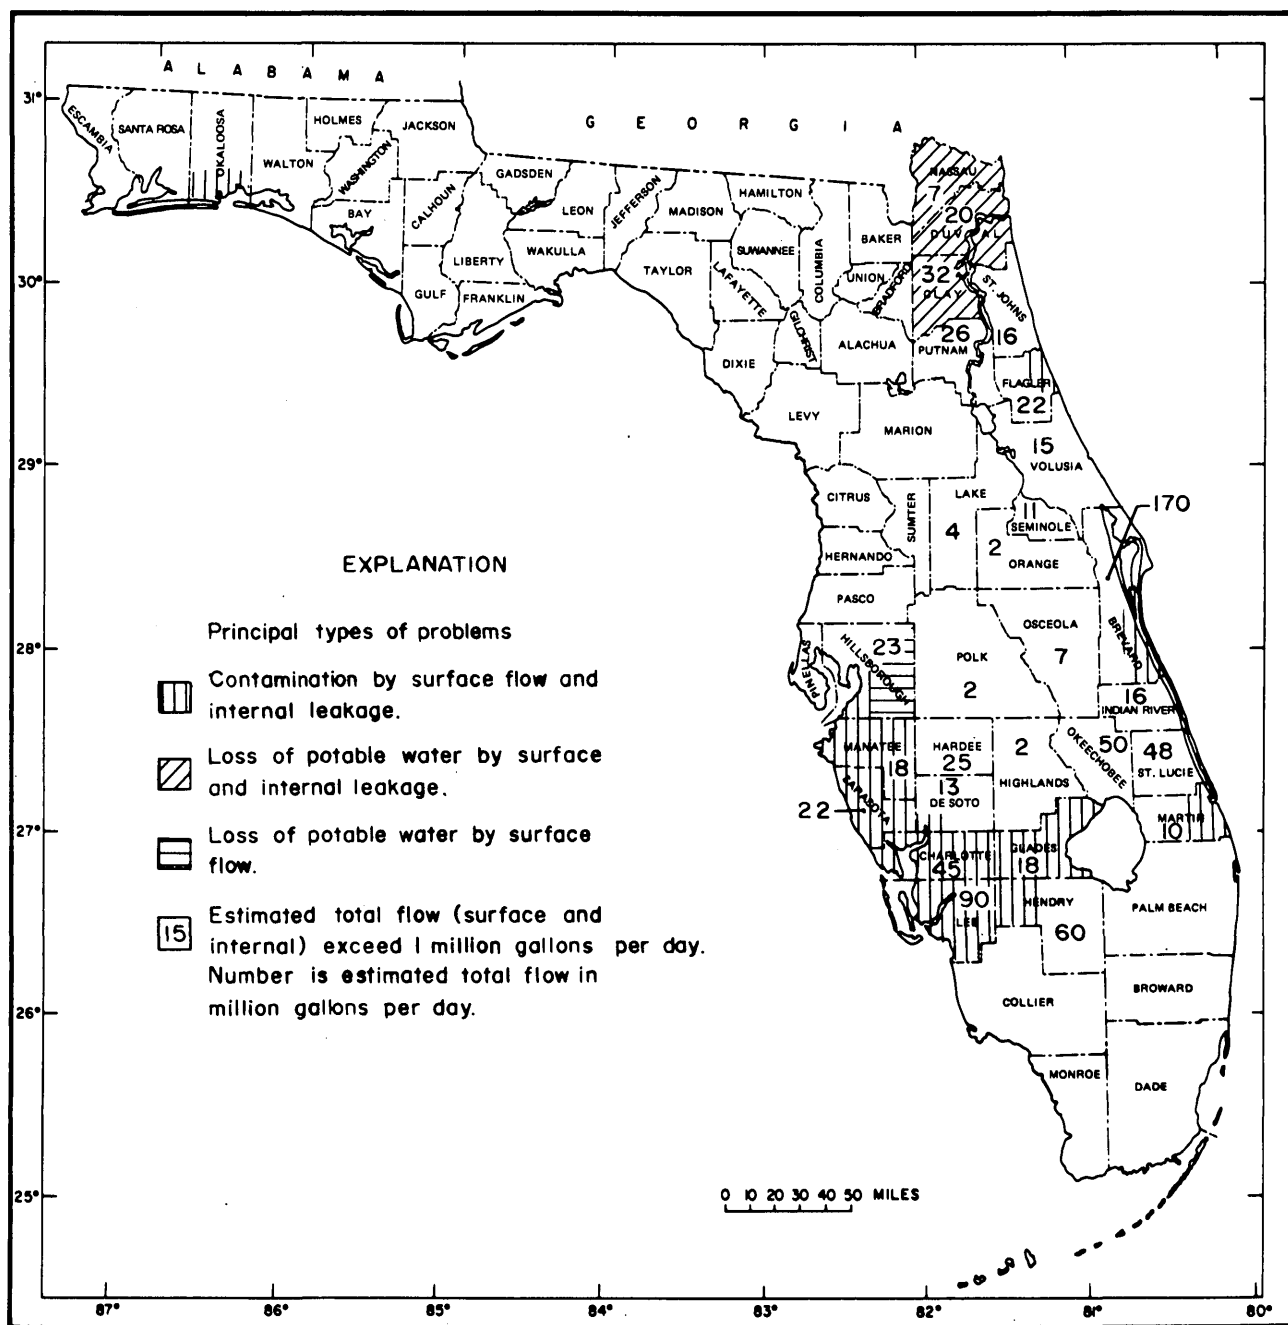 A L A B A M A
G E O R G I A
31°
30°
29°
28°
27°
26°
25°
ESCAMBIA
SANTA ROSA
OKALOOSA
WALTON
HOLMES
WASHINGTON
BAY
JACKSON
CALHOUN
GULF
LIBERTY
FRANKLIN
GADSDEN
LEON
WAKULLA
JEFFERSON
MADISON
TAYLOR
HAMILTON
SUWANNEE
LAFAYETTE
DIXIE
COLUMBIA
GILCHRIST
BAKER
UNION
BRADFORD
ALACHUA
LEVY
NASSAU
7
20
DUVAL
32
CLAY
26
PUTNAM
ST. JOHNS
16
FLAGLER
22
MARION
15
VOLUSIA
CITRUS
SUMTER
LAKE
4
11
SEMINOLE
2
ORANGE
170
HERNANDO
PASCO
PINELLAS
HILLSBOROUGH
23
POLK
2
OSCEOLA
7
BREVARD
16
INDIAN RIVER
MANATEE
18
HARDEE
25
2
HIGHLANDS
OKEECHOBEE
50
48
ST. LUCIE
SARASOTA
22
13
DE SOTO
MARTIN
10
CHARLOTTE
45
GLADES
18
90
LEE
HENDRY
60
PALM BEACH
COLLIER
BROWARD
MONROE
DADE
EXPLANATION
Principal types of problems
Contamination by surface flow and
internal leakage.
Loss of potable water by surface
and internal leakage.
Loss of potable water by surface
flow.
15
Estimated total flow (surface and
internal) exceed 1 million gallons per day.
Number is estimated total flow in
million gallons per day.
0 10 20 30 40 50 MILES
87° 86° 85° 84° 83° 82° 81° 80°